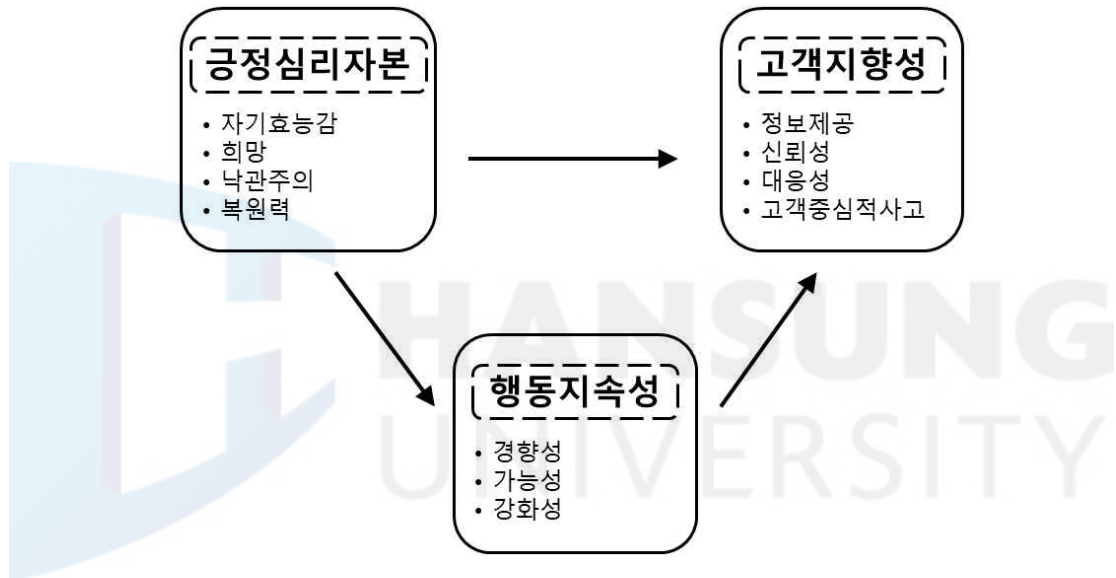 긍정심리자본
• 자기효능감
• 희망
• 낙관주의
• 복원력
고객지향성
• 정보제공
• 신뢰성
• 대응성
• 고객중심적사고
행동지속성
• 경향성
• 가능성
• 강화성
HANSUNG
UNIVERSITY